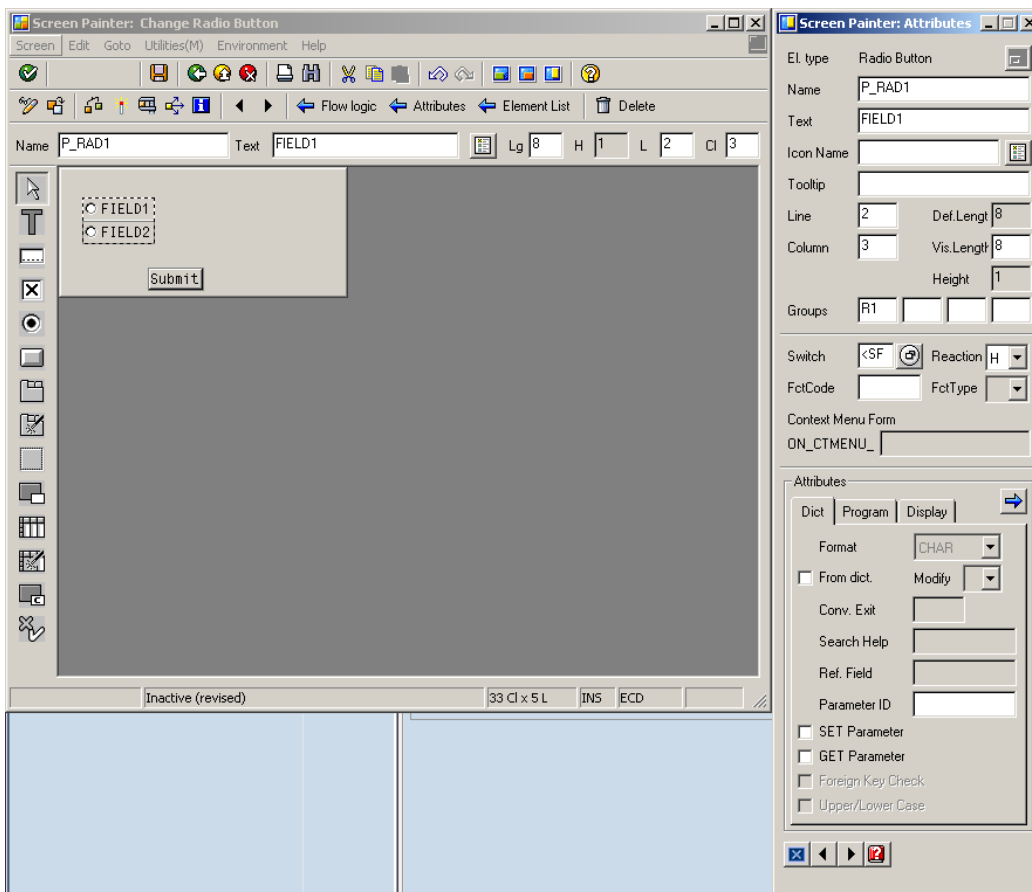 Screen Painter: Change Radio Button
Screen Edit Goto Utilities(M) Environment Help
Flow logic Attributes Element List Delete
Name P_RAD1 Text FIELD1 Lg 8 H 1 L 2 Cl 3
FIELD1
FIELD2
Submit
Inactive (revised) 33 Cl x 5 L INS ECD
Screen Painter: Attributes
El. type Radio Button
Name P_RAD1
Text FIELD1
Icon Name
Tooltip
Line 2 Def.Lengt 8
Column 3 Vis.Lengt 8
Height 1
Groups R1
Switch <SF Reaction H
FctCode FctType
Context Menu Form
ON_CTMENU_
Attributes
Dict Program Display
Format CHAR
From dict. Modify
Conv. Exit
Search Help
Ref. Field
Parameter ID
SET Parameter
GET Parameter
Foreign Key Check
Upper/Lower Case